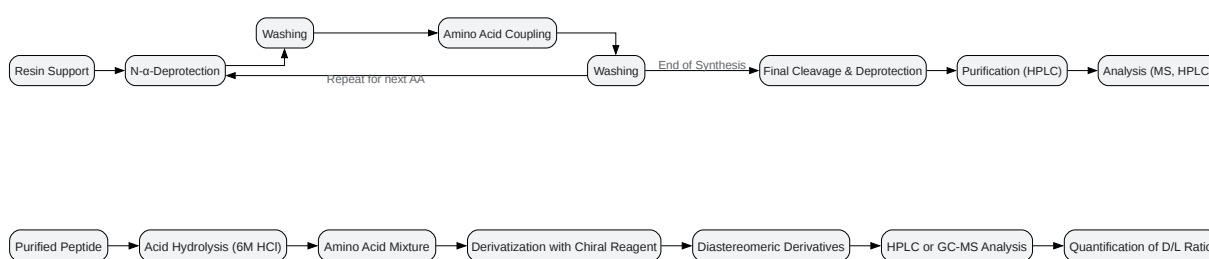 Washing
Amino Acid Coupling
Resin Support
N-α-Deprotection
Washing
End of Synthesis
Final Cleavage & Deprotection
Purification (HPLC)
Analysis (MS, HPLC
Repeat for next AA
Purified Peptide
Acid Hydrolysis (6M HCl)
Amino Acid Mixture
Derivatization with Chiral Reagent
Diastereomeric Derivatives
HPLC or GC-MS Analysis
Quantification of D/L Ratio